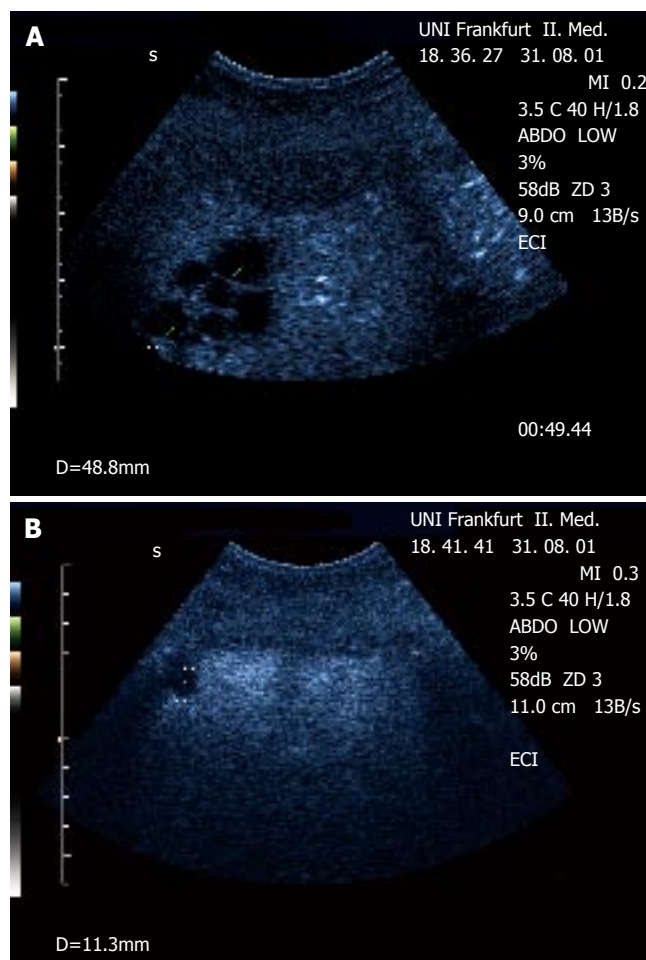 A
UNI Frankfurt II. Med.
s
18. 36. 27 31. 08. 01
MI 0.2
3.5 C 40 H/1.8
ABDO LOW
3%
58dB ZD 3
9.0 cm 13B/s
ECI
00:49.44
D=48.8mm
B
UNI Frankfurt II. Med.
s
18. 41. 41 31. 08. 01
MI 0.3
3.5 C 40 H/1.8
ABDO LOW
3%
58dB ZD 3
11.0 cm 13B/s
ECI
D=11.3mm